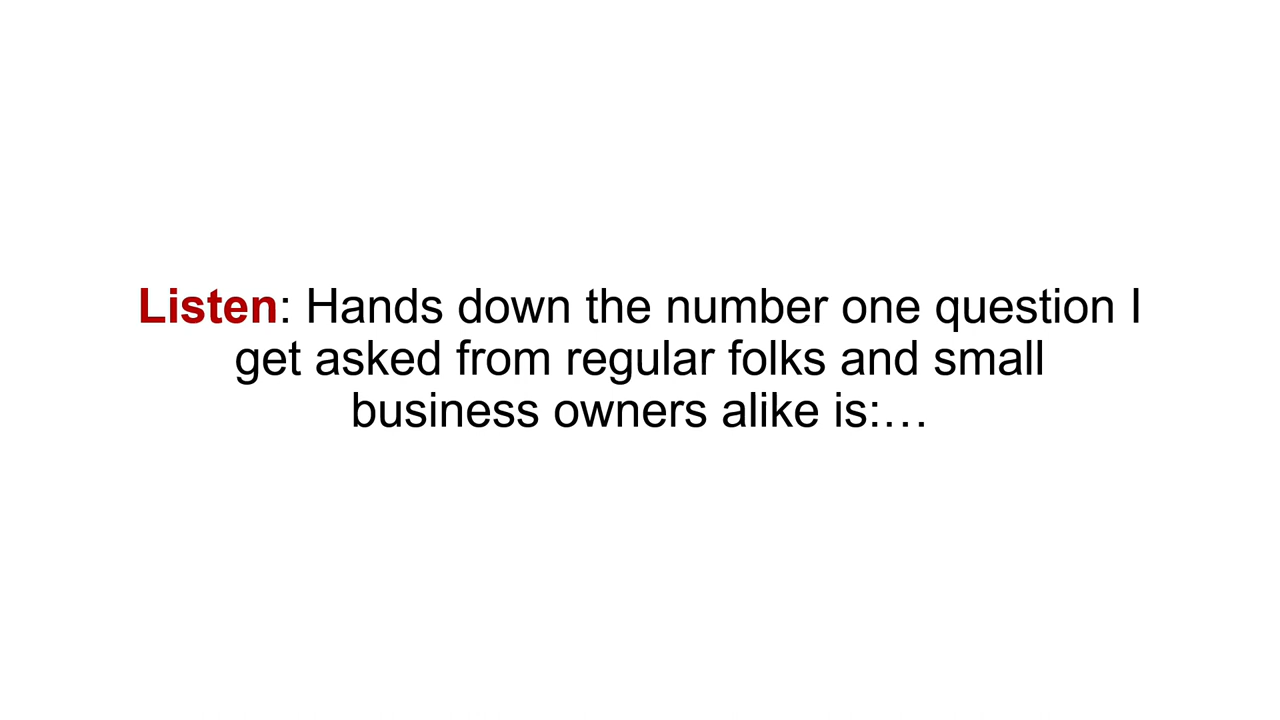 Listen: Hands down the number one question I
get asked from regular folks and small
business owners alike is:…